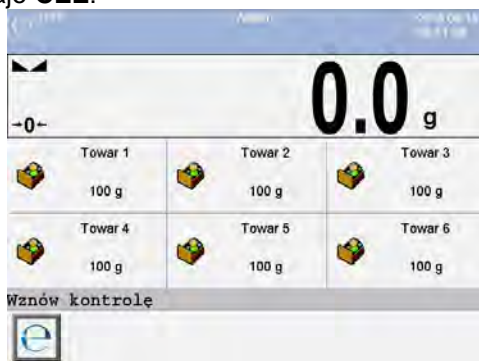 0.0 g
→0←
Towar 1 Towar 2 Towar 3
100 g 100 g 100 g
Towar 4 Towar 5 Towar 6
100 g 100 g 100 g
Wznów kontrolę
e